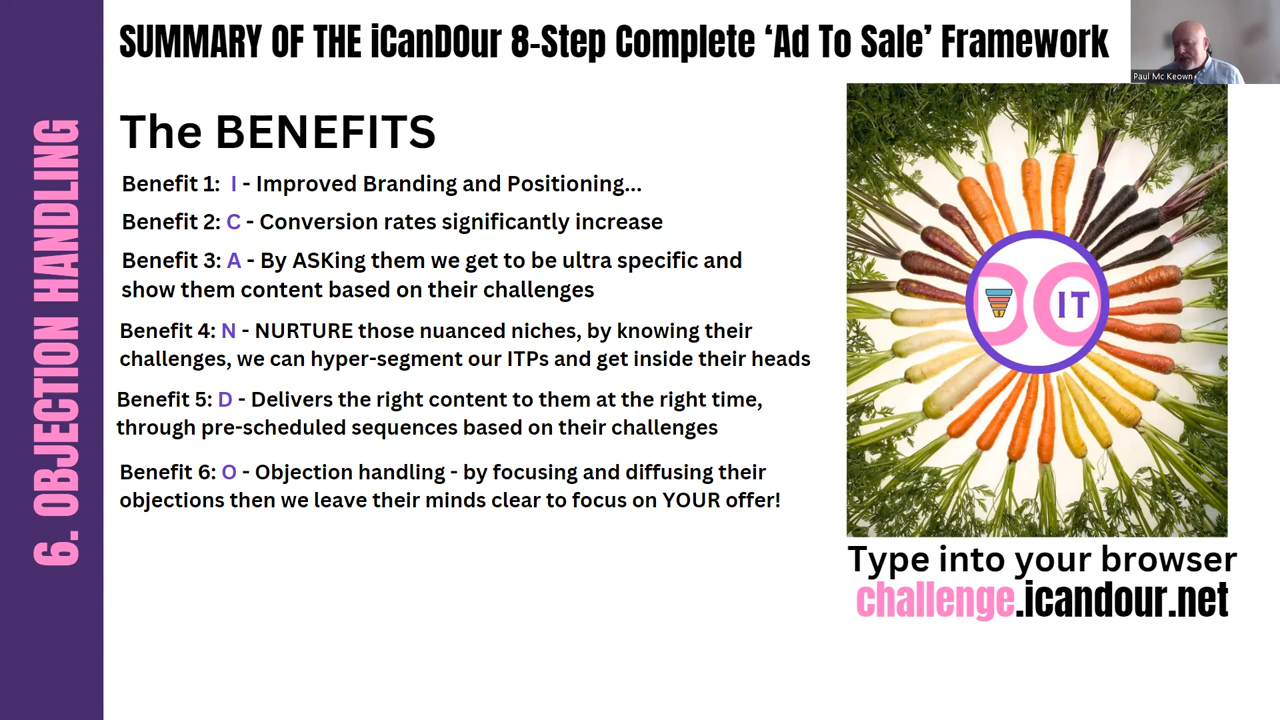 SUMMARY OF THE iCanDOur 8-Step Complete ‘Ad To Sale’ Framework
Paul Mc Keown
6. OBJECTION HANDLING
The BENEFITS
Benefit 1: I - Improved Branding and Positioning...
Benefit 2: C - Conversion rates significantly increase
Benefit 3: A - By ASKing them we get to be ultra specific and
show them content based on their challenges
Benefit 4: N - NURTURE those nuanced niches, by knowing their
challenges, we can hyper-segment our ITPs and get inside their heads
Benefit 5: D - Delivers the right content to them at the right time,
through pre-scheduled sequences based on their challenges
Benefit 6: O - Objection handling - by focusing and diffusing their
objections then we leave their minds clear to focus on YOUR offer!
IT
Type into your browser
challenge.icandour.net